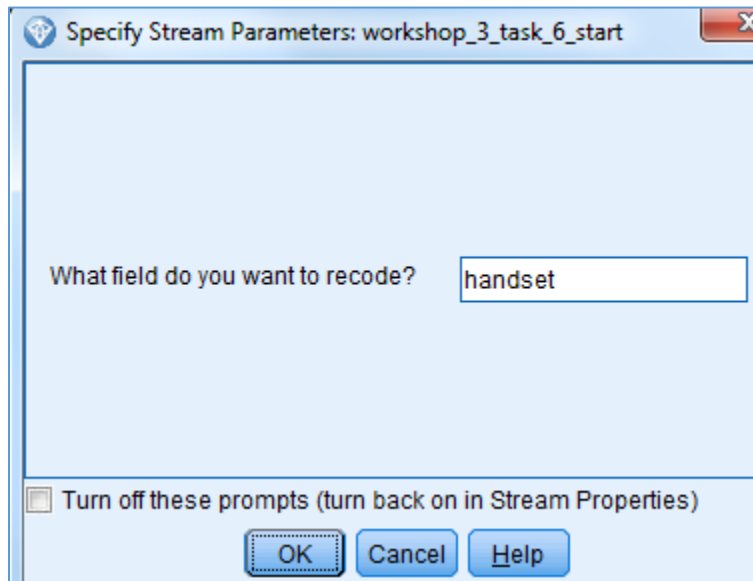 Specify Stream Parameters: workshop_3_task_6_start
What field do you want to recode? handset
Turn off these prompts (turn back on in Stream Properties)
OK Cancel Help